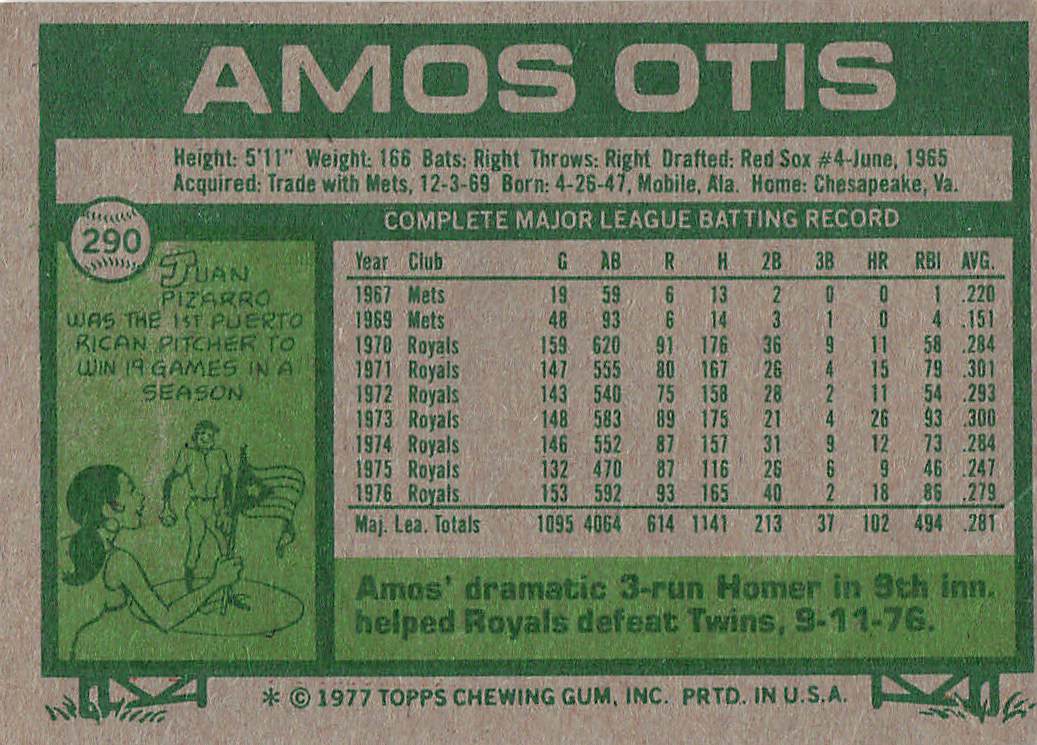 AMOS OTIS
Height: 5'11" Weight: 166 Bats: Right Throws: Right Drafted: Red Sox #4-June, 1965
Acquired: Trade with Mets, 12-3-69 Born: 4-26-47, Mobile, Ala. Home: Chesapeake, Va.
290
JUAN
PIZARRO
WAS THE 1ST PUERTO
RICAN PITCHER TO
WIN 19 GAMES IN A
SEASON
COMPLETE MAJOR LEAGUE BATTING RECORD
Year Club G AB R H 2B 3B HR RBI AVG.
1967 Mets 19 59 6 13 2 0 0 1 .220
1969 Mets 48 93 6 14 3 1 0 4 .151
1970 Royals 159 620 91 176 36 9 11 58 .284
1971 Royals 147 555 80 167 26 4 15 79 .301
1972 Royals 143 540 75 158 28 2 11 54 .293
1973 Royals 148 583 89 175 21 4 26 93 .300
1974 Royals 146 552 87 157 31 9 12 73 .284
1975 Royals 132 470 87 116 26 6 9 46 .247
1976 Royals 153 592 93 165 40 2 18 86 .279
Maj. Lea. Totals 1095 4064 614 1141 213 37 102 494 .281
Amos' dramatic 3-run Homer in 9th inn.
helped Royals defeat Twins, 9-11-76.
* © 1977 TOPPS CHEWING GUM, INC. PRTD. IN U.S.A.